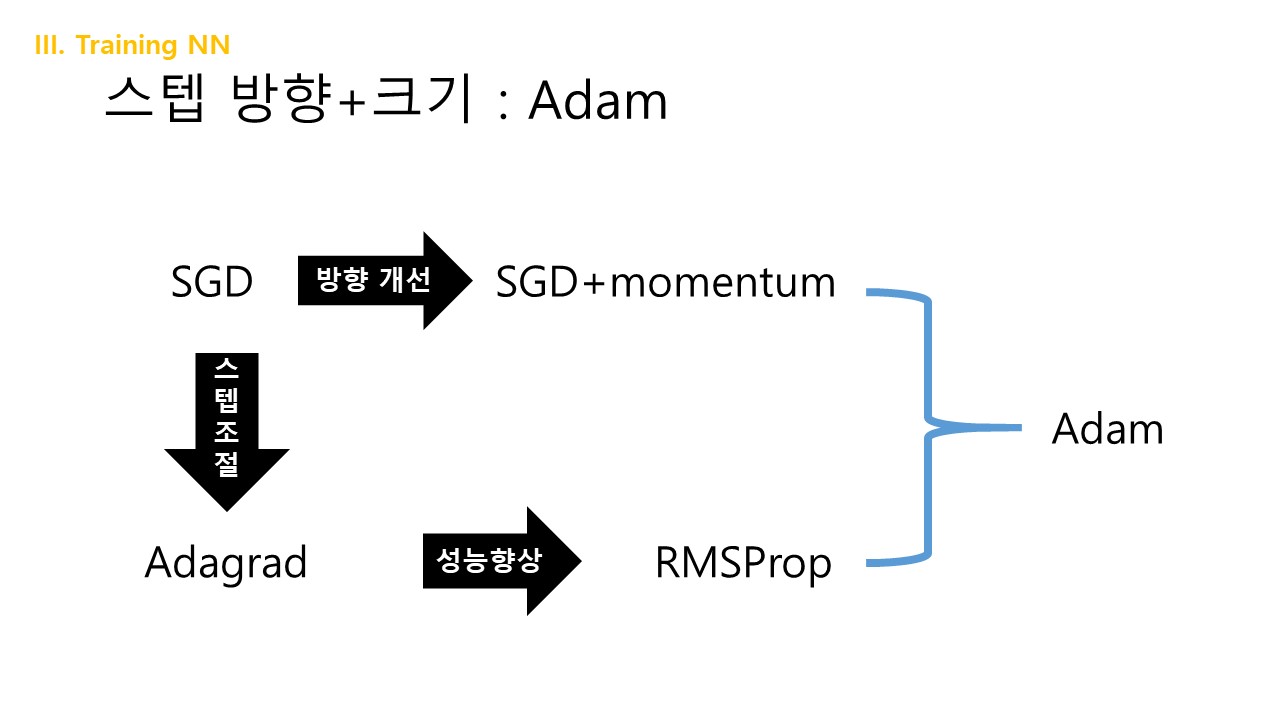 III. Training NN
스텝 방향+크기 : Adam
SGD
방향 개선
SGD+momentum
스
텝
조
절
Adam
Adagrad
성능향상
RMSProp